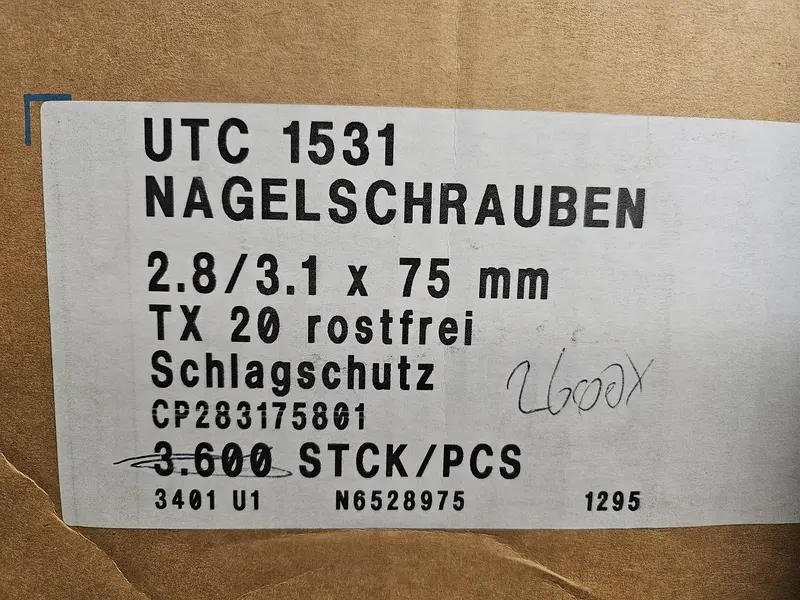 UTC 1531
NAGELSCHRAUBEN
2.8/3.1 x 75 mm
TX 20 rostfrei
Schlagschutz
2600x
CP283175801
3.600 STCK/PCS
3401 U1 N6528975 1295